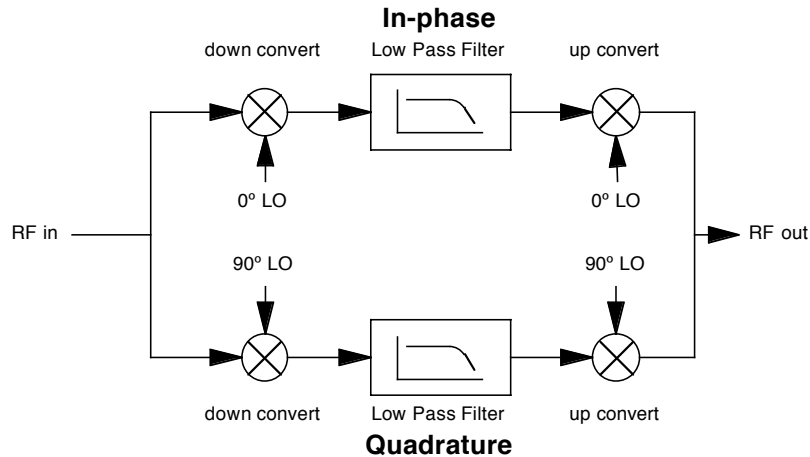 In-phase
down convert
Low Pass Filter
up convert
0º LO
0º LO
RF in
RF out
90º LO
90º LO
down convert
Low Pass Filter
up convert
Quadrature